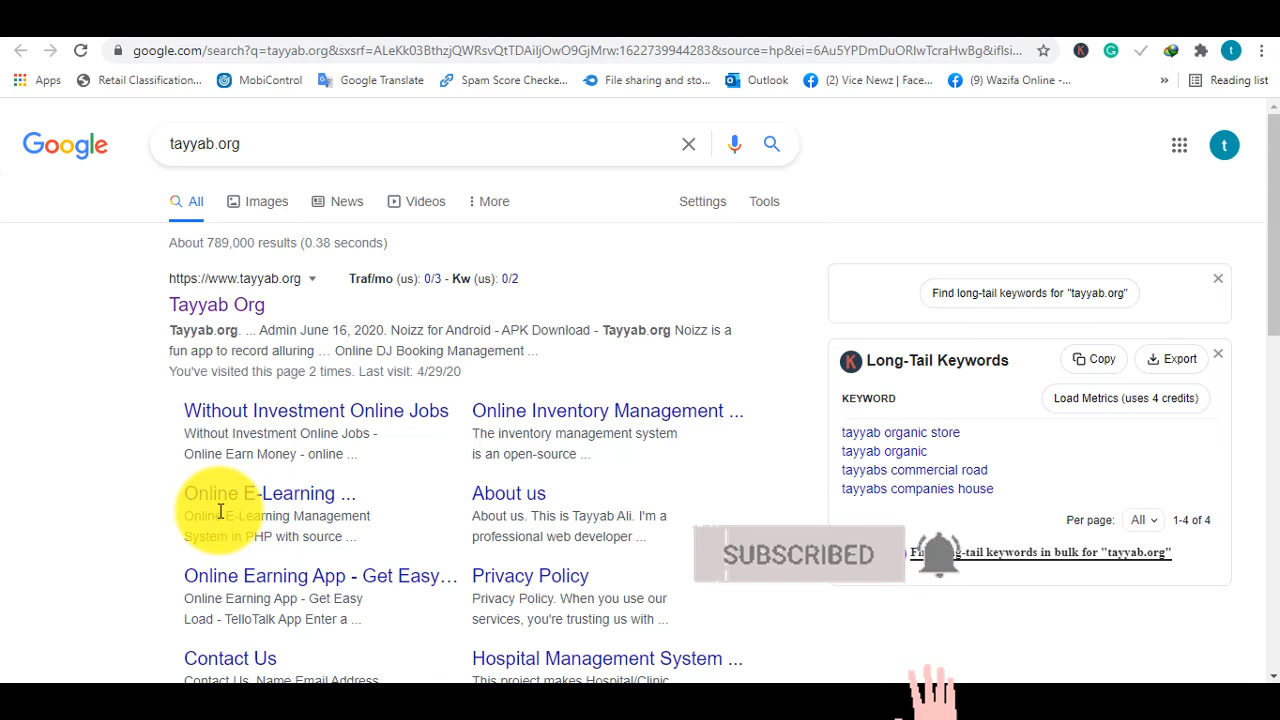 google.com/search?q=tayyab.org&sxsrf=ALeKk03BthzjQWRsvQtTDAiljOwO9GjMrw:1622739944283&source=hp&ei=6Au5YPDmDuORlwTcraHwBg&iflsi...
t
Apps
Retail Classification...
MobiControl
Google Translate
Spam Score Checke...
File sharing and sto...
Outlook
(2) Vice Newz | Face...
(9) Wazifa Online -...
»
Reading list
Google
tayyab.org
t
All
Images
News
Videos
More
Settings
Tools
About 789,000 results (0.38 seconds)
https://www.tayyab.org
Traf/mo (us): 0/3 - Kw (us): 0/2
Tayyab Org
Tayyab.org. ... Admin June 16, 2020. Noizz for Android - APK Download - Tayyab.org Noizz is a
fun app to record alluring ... Online DJ Booking Management ...
You've visited this page 2 times. Last visit: 4/29/20
Without Investment Online Jobs
Without Investment Online Jobs -
Online Earn Money - online ...
Online Inventory Management ...
The inventory management system
is an open-source ...
Online E-Learning ...
Online E-Learning Management
System in PHP with source ...
About us
About us. This is Tayyab Ali. I'm a
professional web developer ...
Online Earning App - Get Easy...
Online Earning App - Get Easy
Load - TelloTalk App Enter a ...
Privacy Policy
Privacy Policy. When you use our
services, you're trusting us with ...
Contact Us
Contact Us. Name Email Address
Hospital Management System ...
This project makes Hospital/Clinic
Find long-tail keywords for "tayyab.org"
K
Long-Tail Keywords
Copy
Export
KEYWORD
Load Metrics (uses 4 credits)
tayyab organic store
tayyab organic
tayyabs commercial road
tayyabs companies house
Per page:
All
1-4 of 4
g-tail keywords in bulk for "tayyab.org"
SUBSCRIBED